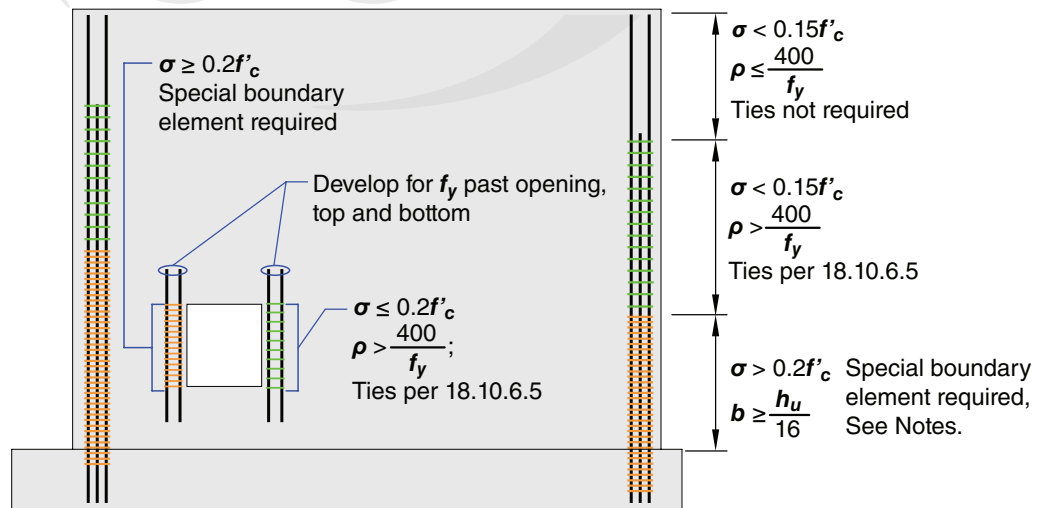 σ ≥ 0.2f'c
Special boundary
element required
Develop for fy past opening,
top and bottom
σ ≤ 0.2f'c
ρ > 400/fy;
Ties per 18.10.6.5
σ < 0.15f'c
ρ ≤ 400/fy
Ties not required
σ < 0.15f'c
ρ > 400/fy
Ties per 18.10.6.5
σ > 0.2f'c Special boundary
element required,
b ≥ hu/16
See Notes.